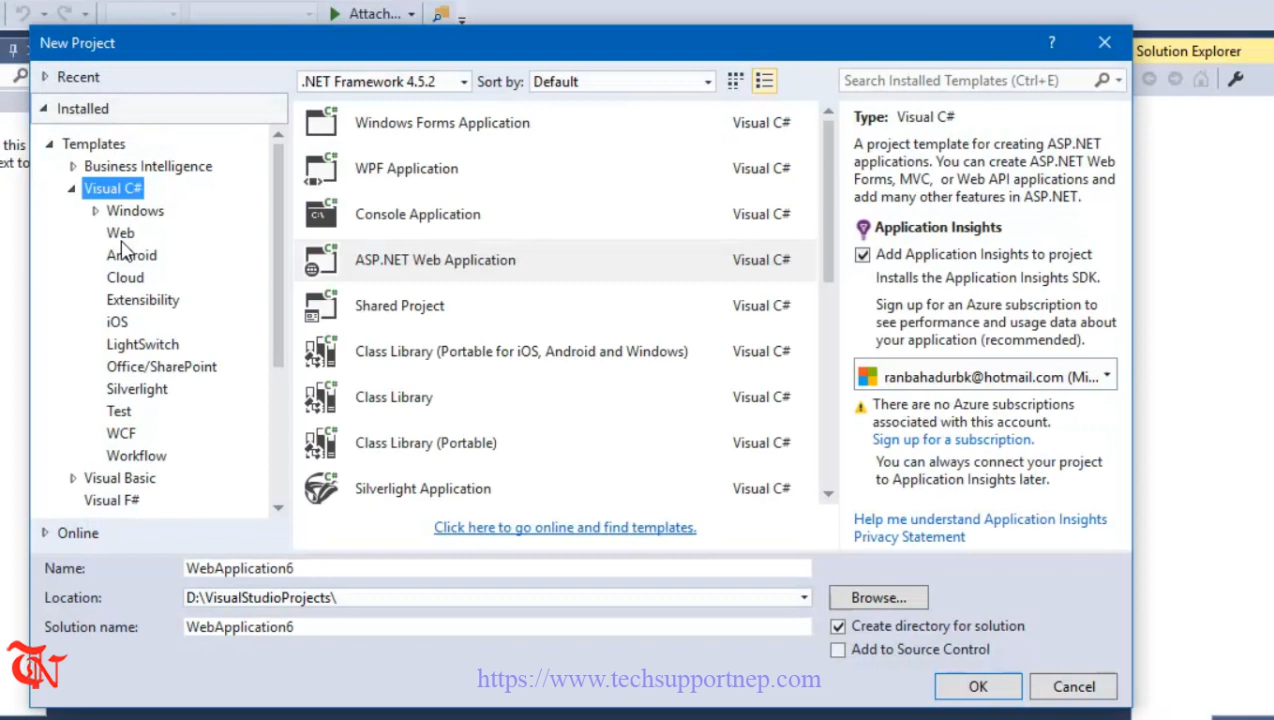 Attach...
New Project
?
Solution Explorer
Recent
.NET Framework 4.5.2
Sort by:
Default
Search Installed Templates (Ctrl+E)
Installed
this
ext to
Templates
Business Intelligence
Visual C#
Windows
Web
Android
Cloud
Extensibility
iOS
LightSwitch
Office/SharePoint
Silverlight
Test
WCF
Workflow
Visual Basic
Visual F#
Online
Windows Forms Application Visual C#
WPF Application Visual C#
Console Application Visual C#
ASP.NET Web Application Visual C#
Shared Project Visual C#
Class Library (Portable for iOS, Android and Windows) Visual C#
Class Library Visual C#
Class Library (Portable) Visual C#
Silverlight Application Visual C#
Click here to go online and find templates.
Type: Visual C#
A project template for creating ASP.NET
applications. You can create ASP.NET Web
Forms, MVC, or Web API applications and
add many other features in ASP.NET.
Application Insights
Add Application Insights to project
Installs the Application Insights SDK.
Sign up for an Azure subscription to
see performance and usage data about
your application (recommended).
ranbahadurbk@hotmail.com (Mi...
There are no Azure subscriptions
associated with this account.
Sign up for a subscription.
You can always connect your project
to Application Insights later.
Help me understand Application Insights
Privacy Statement
Name: WebApplication6
Location: D:\VisualStudioProjects\
Browse...
Solution name: WebApplication6
Create directory for solution
Add to Source Control
OK
Cancel
TN
https://www.techsupportnep.com